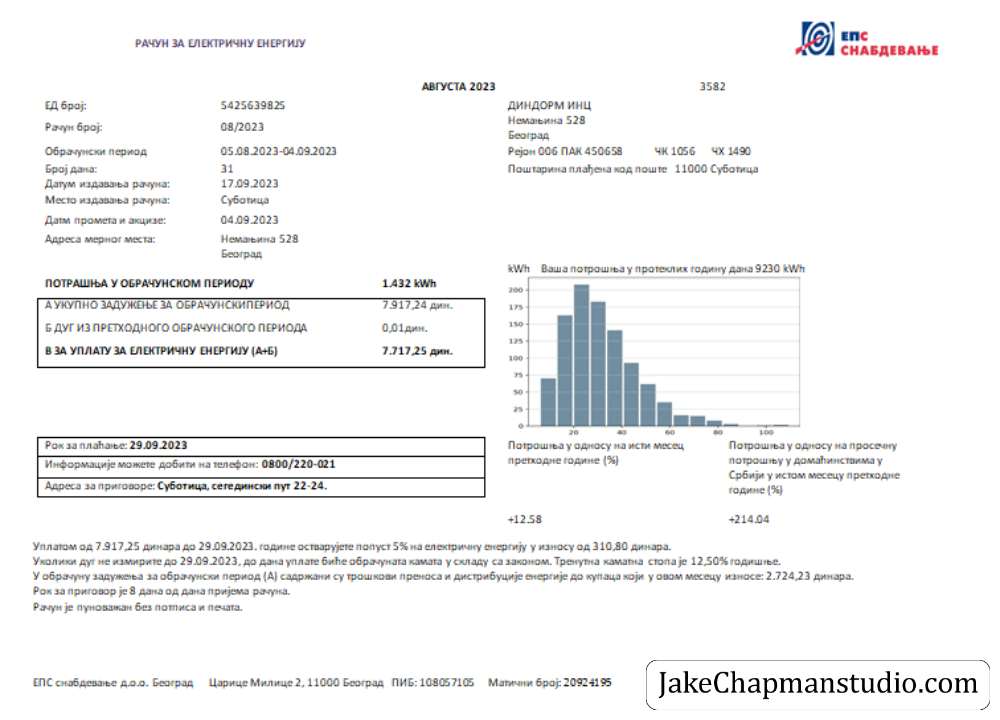 РАЧУН ЗА ЕЛЕКТРИЧНУ ЕНЕРГИЈУ
ЕПС
СНАБДЕВАЊЕ
АВГУСТА 2023
3582
ЕД број: 5425639825
Рачун број: 08/2023
Обрачунски период 05.08.2023-04.09.2023
Број дана: 31
Датум издавања рачуна: 17.09.2023
Место издавања рачуна: Суботица
Датм промета и акцизе: 04.09.2023
Адреса мерног места: Немањина 528
Београд
ДИНДОРМ ИНЦ
Немањина 528
Београд
Рејон 006 ПАК 450658 ЧК 1056 ЧХ 1490
Поштарина плаћена код поште 11000 Суботица
ПОТРАШЊА У ОБРАЧУНСКОМ ПЕРИОДУ 1.432 kWh
А УКУПНО ЗАДУЖЕЊЕ ЗА ОБРАЧУНСКИПЕРИОД 7.917,24 дин.
Б ДУГ ИЗ ПРЕТХОДНОГ ОБРАЧУНСКОГ ПЕРИОДА 0,01дин.
В ЗА УПЛАТУ ЗА ЕЛЕКТРИЧНУ ЕНЕРГИЈУ (А+Б) 7.717,25 дин.
kWh Ваша потрошња у протеклих годину дана 9230 kWh
200
175
150
125
100
75
50
25
0
20 40 60 80 100
Рок за плаћање: 29.09.2023
Информације можете добити на телефон: 0800/220-021
Адреса за приговоре: Суботица, сегедински пут 22-24.
Потрошња у односу на исти месец
претходне године (%)
+12.58
Потрошња у односу на просечну
потрошњу у домаћинствима у
Србији у истом месецу претходне
године (%)
+214.04
Уплатом од 7.917,25 динара до 29.09.2023, године остварујете попуст 5% на електричну енергију у износу од 310,80 динара.
Уколики дуг не измирите до 29.09.2023, до дана уплате биће обрачуната камата у складу са законом. Тренутна каматна стопа је 12,50% годишње.
У обрачуну задужења за обрачунски период (А) садржани су трошкови преноса и дистрибуције енергије до купаца који у овом месецу износе: 2.724,23 динара.
Рок за приговор је 8 дана од дана пријема рачуна.
Рачун је пуноважан без потписа и печата.
ЕПС снабдевање д.о.о. Београд Царице Милице 2, 11000 Београд ПИБ: 108057105 Матични број: 20924195
JakeChapmanstudio.com